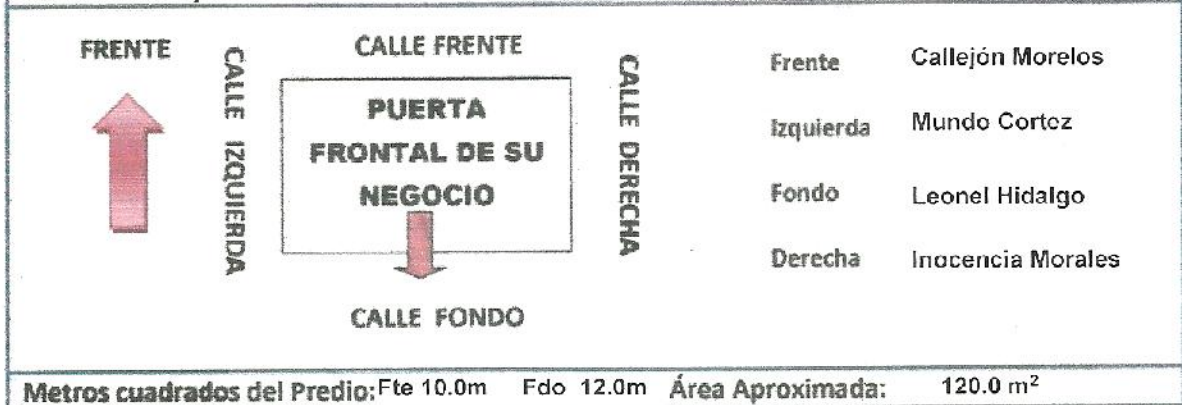 FRENTE
CALLE IZQUIERDA
CALLE FRENTE
PUERTA
FRONTAL DE SU
NEGOCIO
CALLE DERECHA
CALLE FONDO
Frente Callejón Morelos
Izquierda Mundo Cortez
Fondo Leonel Hidalgo
Derecha Inocencia Morales
Metros cuadrados del Predio: Fte 10.0m Fdo 12.0m Área Aproximada: 120.0 m²